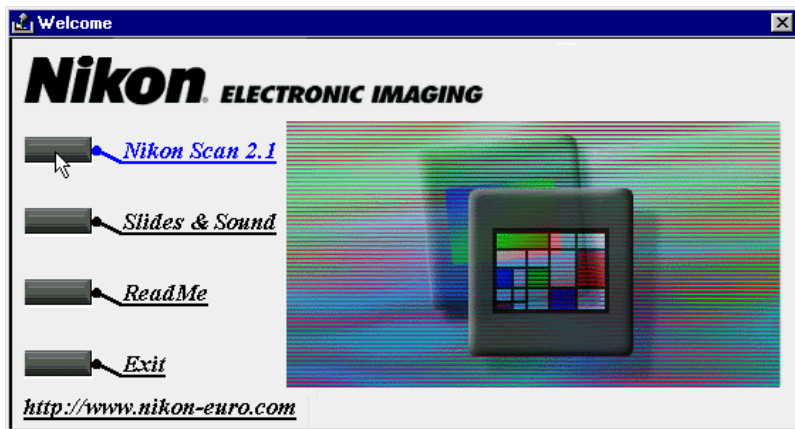 Welcome
Nikon ELECTRONIC IMAGING
Nikon Scan 2.1
Slides & Sound
ReadMe
Exit
http://www.nikon-euro.com